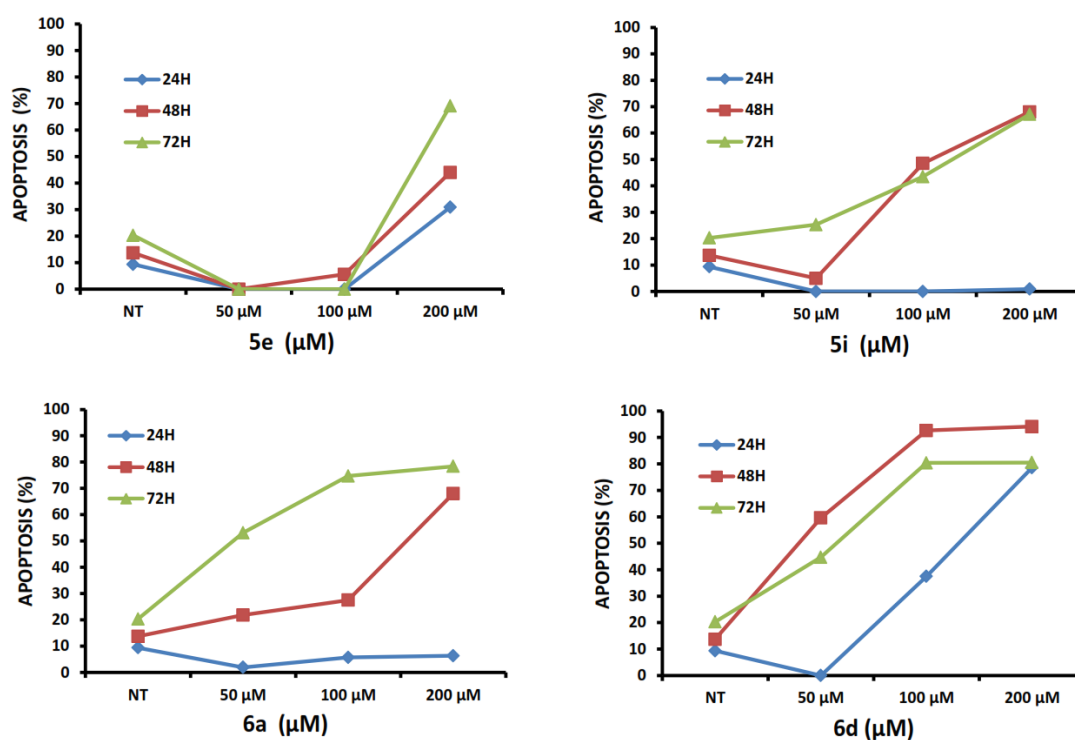 APOPTOSIS (%)
100
90
80
70
60
50
40
30
20
10
0
24H
48H
72H
NT
50 µM
100 µM
200 µM
5e (µM)
APOPTOSIS (%)
100
90
80
70
60
50
40
30
20
10
0
24H
48H
72H
NT
50 µM
100 µM
200 µM
5i (µM)
APOPTOSIS (%)
100
90
80
70
60
50
40
30
20
10
0
24H
48H
72H
NT
50 µM
100 µM
200 µM
6a (µM)
APOPTOSIS (%)
100
90
80
70
60
50
40
30
20
10
0
24H
48H
72H
NT
50 µM
100 µM
200 µM
6d (µM)